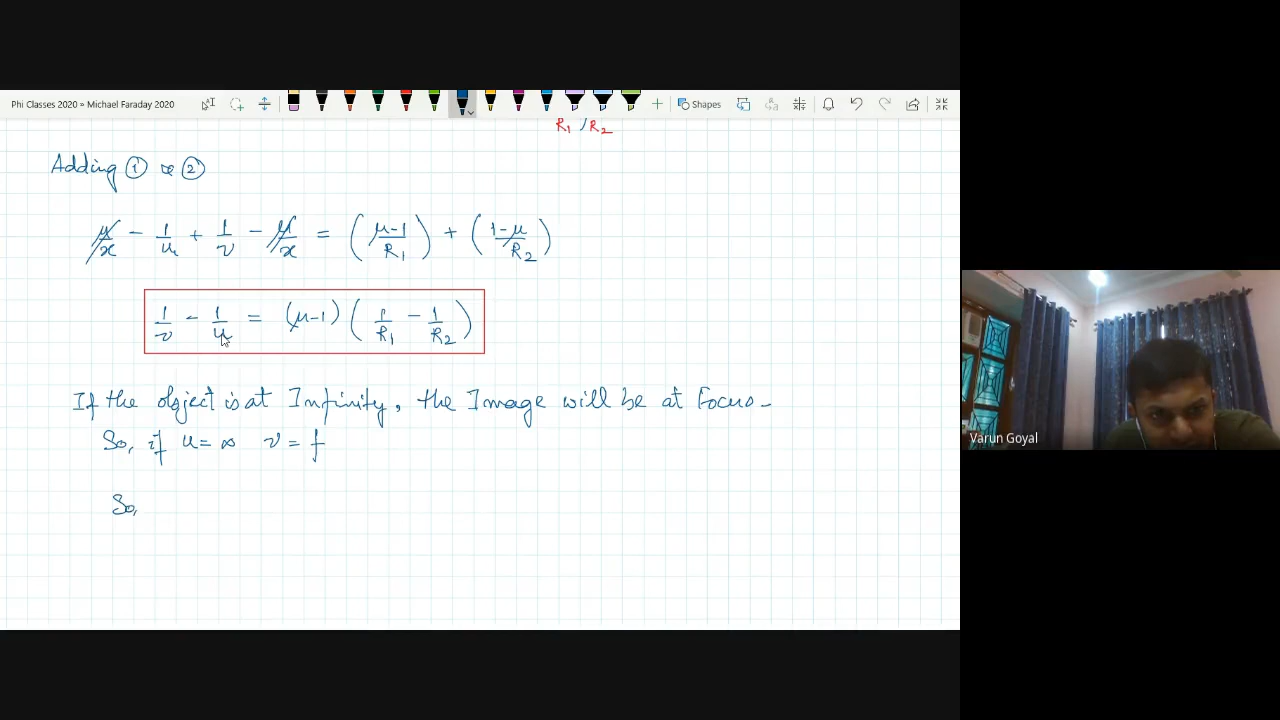 Phi Classes 2020 » Michael Faraday 2020
Shapes
R₁ / R₂
Adding ① & ②
μ/x - 1/u + 1/v - μ/x = (μ-1/R₁) + (1-μ/R₂)
1/v - 1/u = (μ-1) (1/R₁ - 1/R₂)
If the object is at Infinity, the Image will be at Focus -
So, if u = ∞ v = f
So,
Varun Goyal